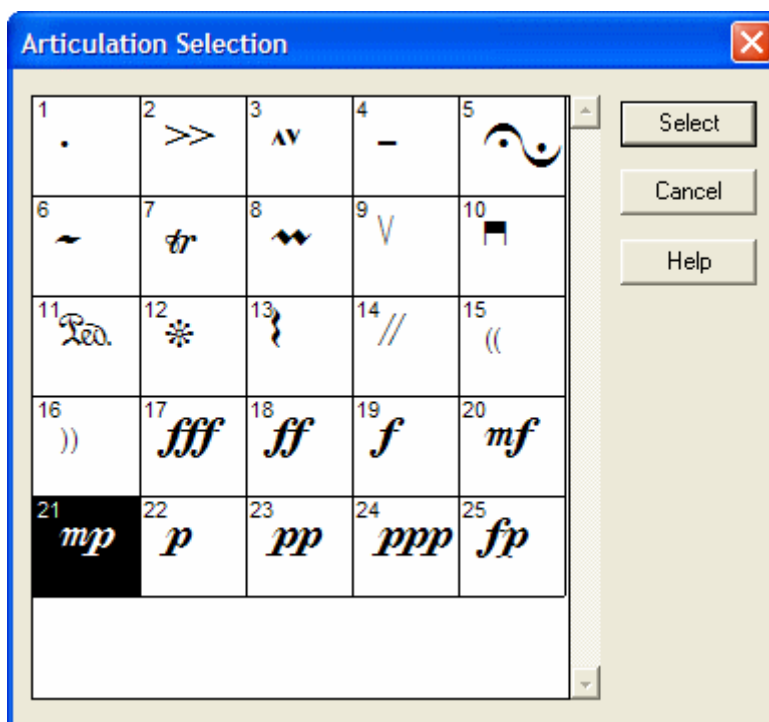 Articulation Selection
1 2 >> 3 4 5
6 7 tr 8 9 10
11 Ped. 12 13 14 // 15 ((
16 )) 17 fff 18 ff 19 f 20 mf
21 mp 22 p 23 pp 24 ppp 25 fp
Select
Cancel
Help